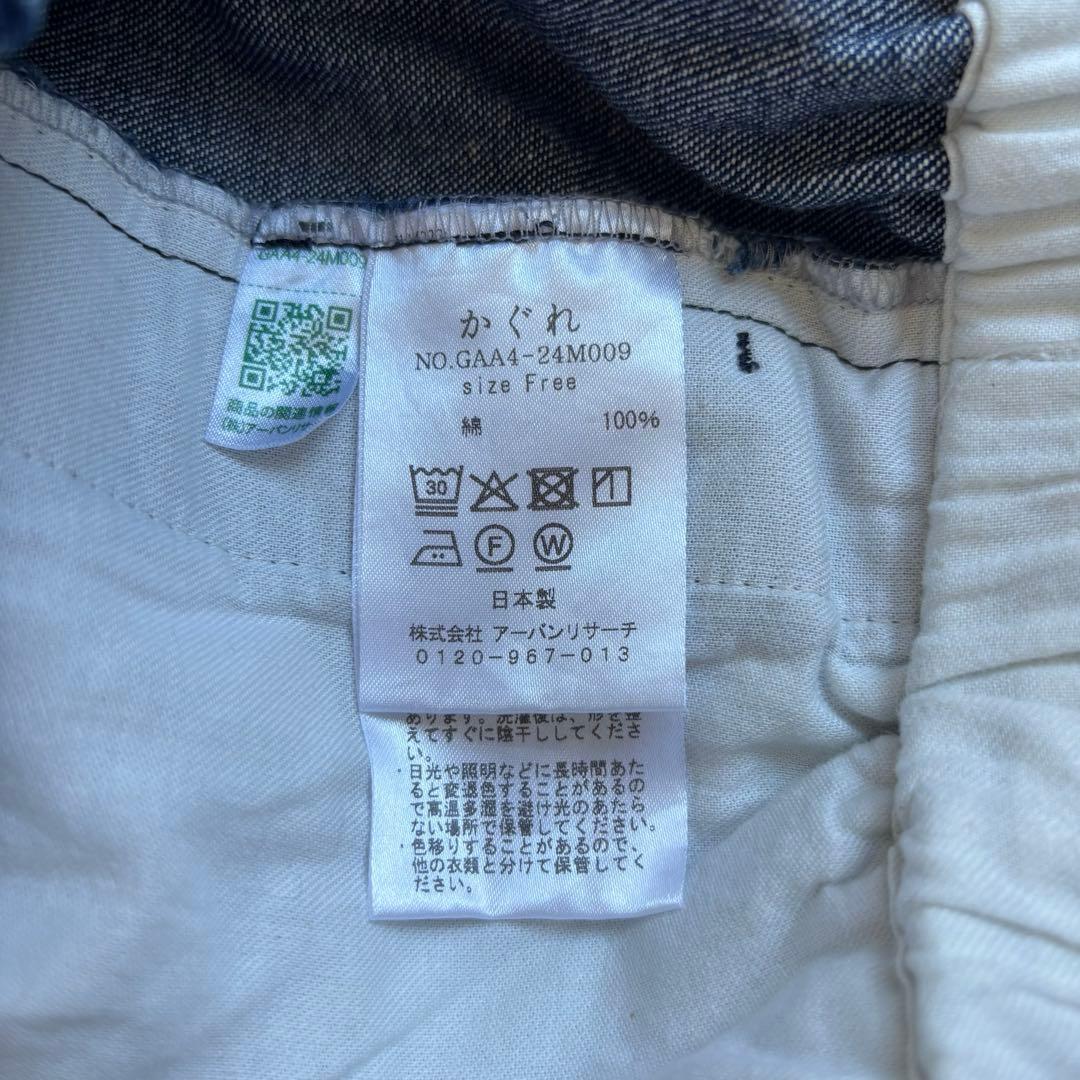 GAA4-24M009
商品の関連情報
(株)アーバンリサ
かぐれ
NO.GAA4-24M009
size Free
綿 100%
30
F W
日本製
株式会社 アーバンリサーチ
0120-967-013
あります。洗濯後は、形を整
えてすぐに陰干ししてくださ
い。
・日光や照明などに長時間あた
ると変退色することがあるの
で高温多湿を避け光のあたら
ない場所で保管してください。
・色移りすることがあるので、
他の衣類と分けて保管してく
ださい。